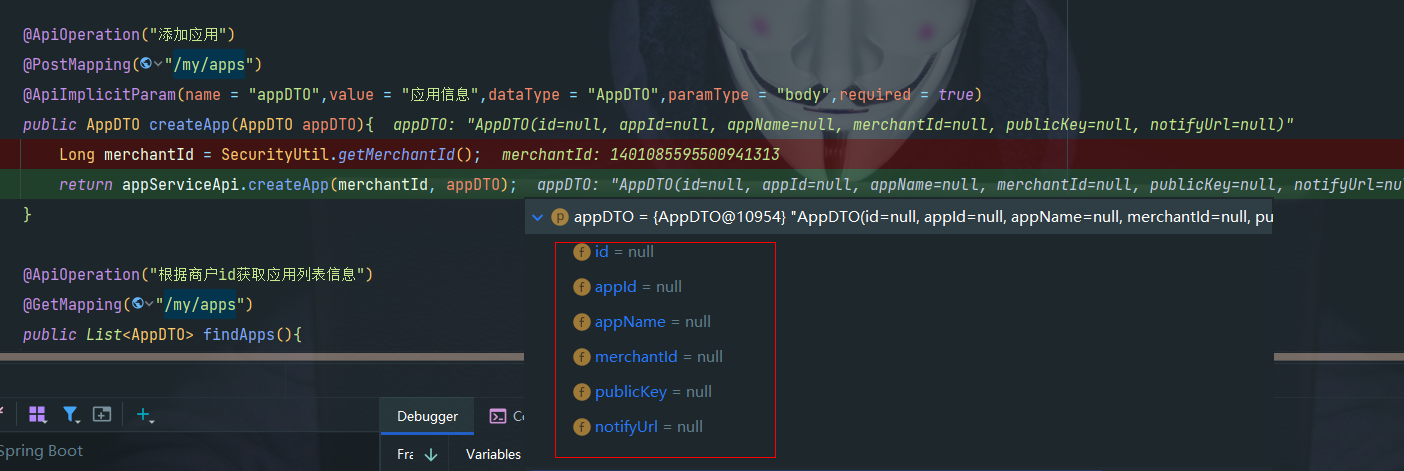 @ApiOperation("添加应用")
@PostMapping("/my/apps")
@ApiImplicitParam(name = "appDTO",value = "应用信息",dataType = "AppDTO",paramType = "body",required = true)
public AppDTO createApp(AppDTO appDTO){ appDTO: "AppDTO(id=null, appId=null, appName=null, merchantId=null, publicKey=null, notifyUrl=null)"
Long merchantId = SecurityUtil.getMerchantId(); merchantId: 1401085595500941313
return appServiceApi.createApp(merchantId, appDTO); appDTO: "AppDTO(id=null, appId=null, appName=null, merchantId=null, publicKey=null, notifyUrl=nu
}
appDTO = {AppDTO@10954} "AppDTO(id=null, appId=null, appName=null, merchantId=null, pu
id = null
appId = null
appName = null
merchantId = null
publicKey = null
notifyUrl = null
@ApiOperation("根据商户id获取应用列表信息")
@GetMapping("/my/apps")
public List<AppDTO> findApps(){
Debugger
Spring Boot
Fra
Variables